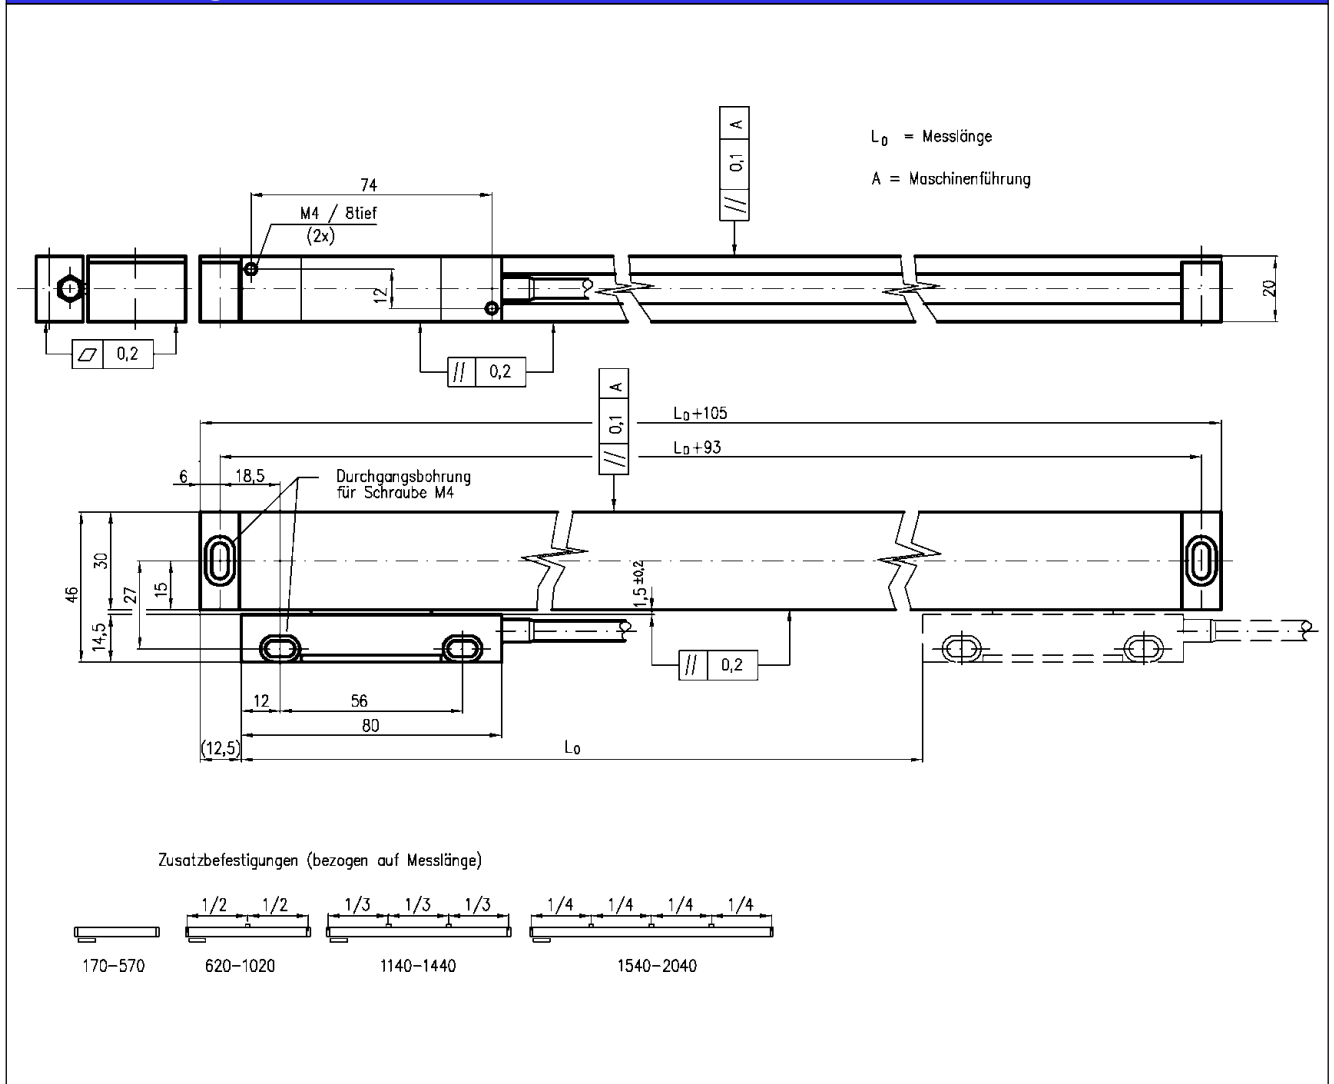 A
0,1
//
L₀ = Messlänge
A = Maschinenführung
74
M4 / 8tief
(2x)
12
20
0,2
// 0,2
A
0,1
//
L₀+105
L₀+93
6
18,5
Durchgangsbohrung
für Schraube M4
46
30
27
15
14,5
1,5 ±0,2
// 0,2
12
56
80
(12,5)
L₀
Zusatzbefestigungen (bezogen auf Messlänge)
1/2 1/2 1/3 1/3 1/3 1/4 1/4 1/4 1/4
170-570 620-1020 1140-1440 1540-2040